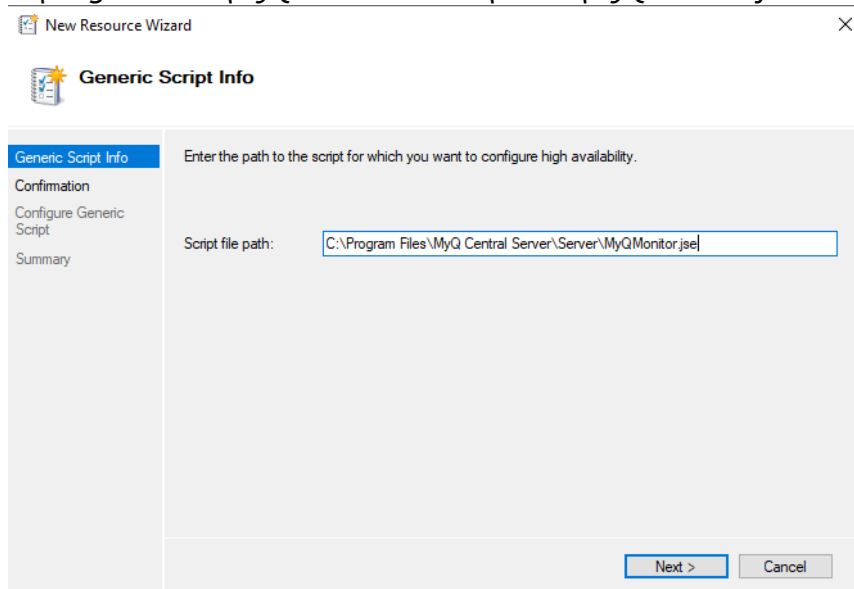 New Resource Wizard
Generic Script Info
Generic Script Info
Confirmation
Configure Generic
Script
Summary
Enter the path to the script for which you want to configure high availability.
Script file path:
C:\Program Files\MyQ Central Server\Server\MyQMonitor.jse
Next >
Cancel